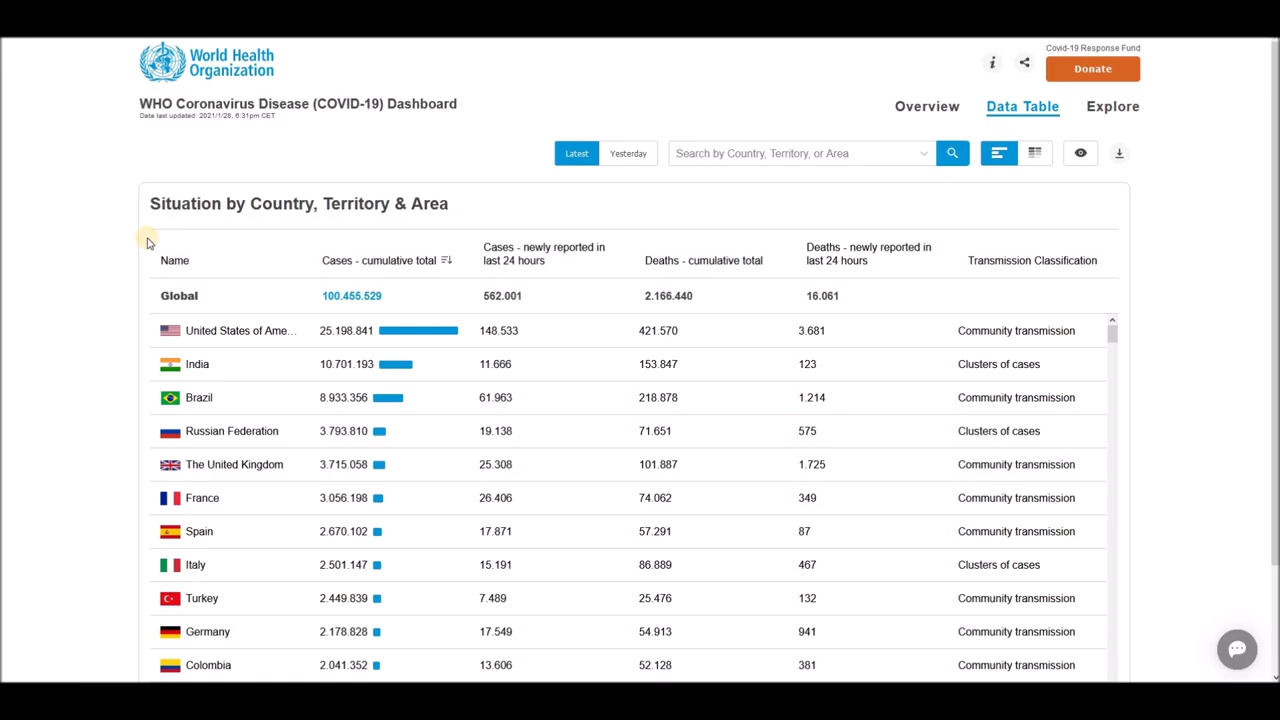 World Health
Organization
Covid-19 Response Fund
Donate
WHO Coronavirus Disease (COVID-19) Dashboard
Data last updated: 2021/1/28, 6:31pm CET
Overview
Data Table
Explore
Latest
Yesterday
Search by Country, Territory, or Area
Situation by Country, Territory & Area
Name Cases - cumulative total Cases - newly reported in last 24 hours Deaths - cumulative total Deaths - newly reported in last 24 hours Transmission Classification
Global 100.455.529 562.001 2.166.440 16.061
United States of Ame... 25.198.841 148.533 421.570 3.681 Community transmission
India 10.701.193 11.666 153.847 123 Clusters of cases
Brazil 8.933.356 61.963 218.878 1.214 Community transmission
Russian Federation 3.793.810 19.138 71.651 575 Clusters of cases
The United Kingdom 3.715.058 25.308 101.887 1.725 Community transmission
France 3.056.198 26.406 74.062 349 Community transmission
Spain 2.670.102 17.871 57.291 87 Community transmission
Italy 2.501.147 15.191 86.889 467 Clusters of cases
Turkey 2.449.839 7.489 25.476 132 Community transmission
Germany 2.178.828 17.549 54.913 941 Community transmission
Colombia 2.041.352 13.606 52.128 381 Community transmission